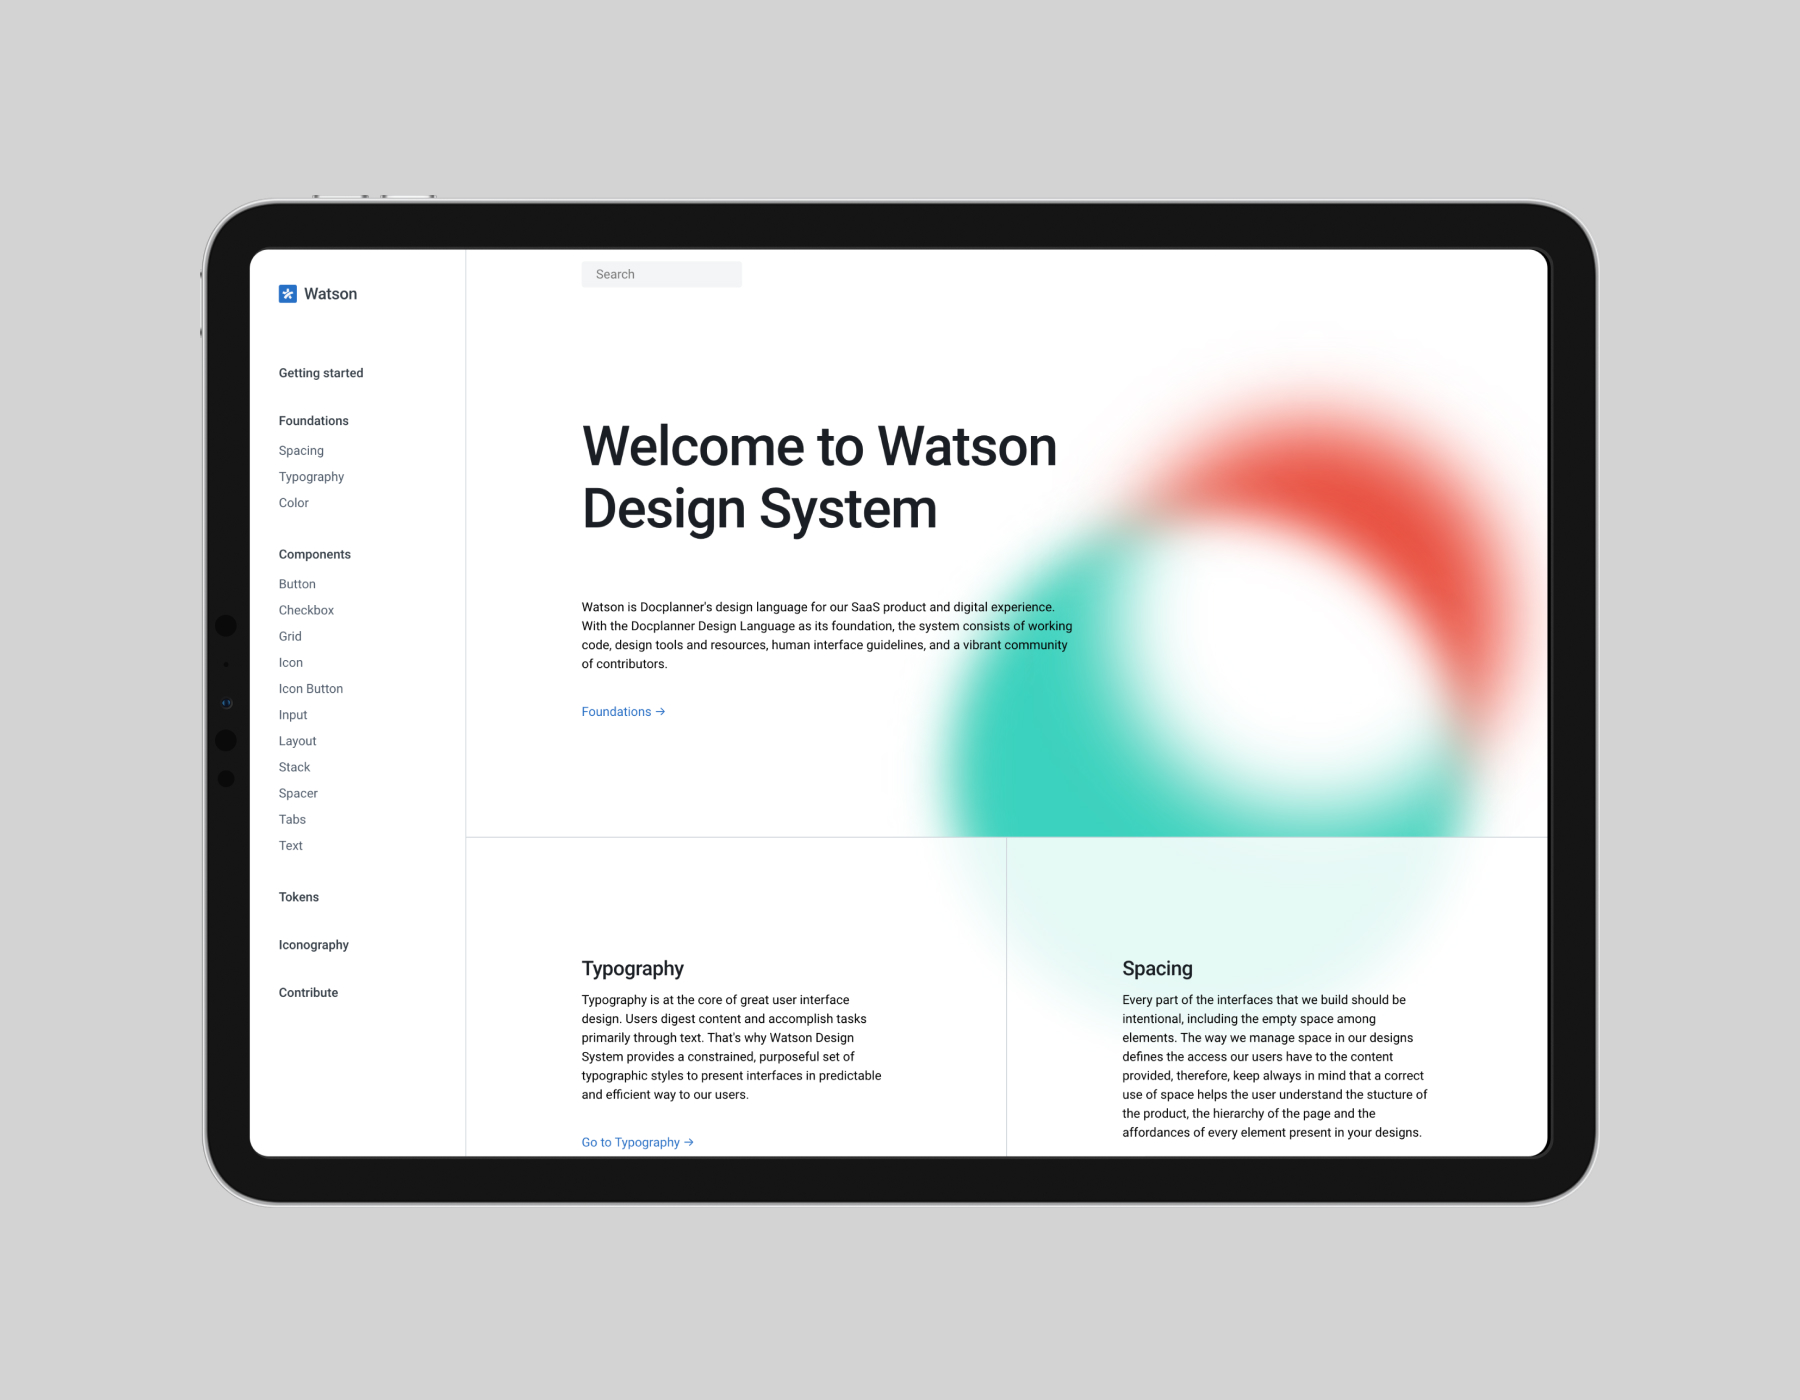 Watson
Search
Getting started
Foundations
Spacing
Typography
Color
Components
Button
Checkbox
Grid
Icon
Icon Button
Input
Layout
Stack
Spacer
Tabs
Text
Tokens
Iconography
Contribute
Welcome to Watson
Design System
Watson is Docplanner's design language for our SaaS product and digital experience.
With the Docplanner Design Language as its foundation, the system consists of working
code, design tools and resources, human interface guidelines, and a vibrant community
of contributors.
Foundations →
Typography
Typography is at the core of great user interface
design. Users digest content and accomplish tasks
primarily through text. That's why Watson Design
System provides a constrained, purposeful set of
typographic styles to present interfaces in predictable
and efficient way to our users.
Go to Typography →
Spacing
Every part of the interfaces that we build should be
intentional, including the empty space among
elements. The way we manage space in our designs
defines the access our users have to the content
provided, therefore, keep always in mind that a correct
use of space helps the user understand the stucture of
the product, the hierarchy of the page and the
affordances of every element present in your designs.